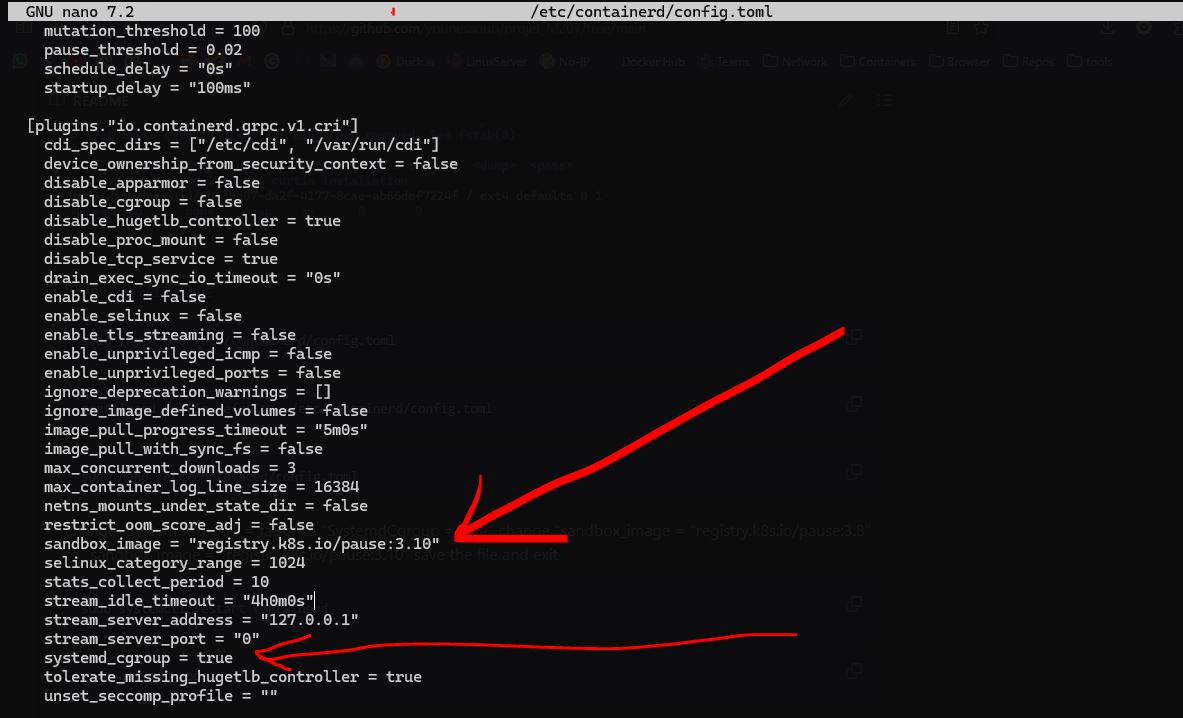 GNU nano 7.2 /etc/containerd/config.toml
mutation_threshold = 100
pause_threshold = 0.02
schedule_delay = "0s"
startup_delay = "100ms"
[plugins."io.containerd.grpc.v1.cri"]
cdi_spec_dirs = ["/etc/cdi", "/var/run/cdi"]
device_ownership_from_security_context = false
disable_apparmor = false
disable_cgroup = false
disable_hugetlb_controller = true
disable_proc_mount = false
disable_tcp_service = true
drain_exec_sync_io_timeout = "0s"
enable_cdi = false
enable_selinux = false
enable_tls_streaming = false
enable_unprivileged_icmp = false
enable_unprivileged_ports = false
ignore_deprecation_warnings = []
ignore_image_defined_volumes = false
image_pull_progress_timeout = "5m0s"
image_pull_with_sync_fs = false
max_concurrent_downloads = 3
max_container_log_line_size = 16384
netns_mounts_under_state_dir = false
restrict_oom_score_adj = false
sandbox_image = "registry.k8s.io/pause:3.10"
selinux_category_range = 1024
stats_collect_period = 10
stream_idle_timeout = "4h0m0s"
stream_server_address = "127.0.0.1"
stream_server_port = "0"
systemd_cgroup = true
tolerate_missing_hugetlb_controller = true
unset_seccomp_profile = ""